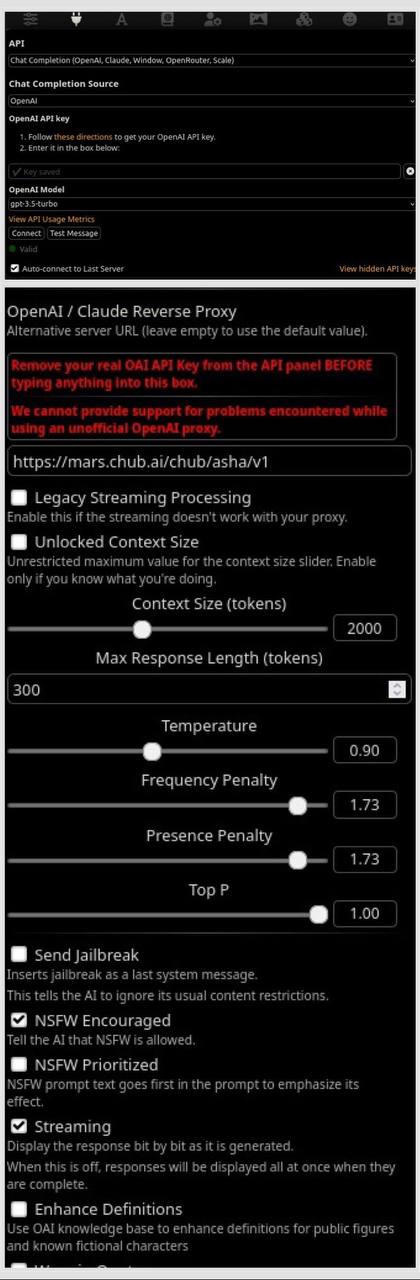 API
Chat Completion (OpenAI, Claude, Window, OpenRouter, Scale)
Chat Completion Source
OpenAI
OpenAI API key
1. Follow these directions to get your OpenAI API key.
2. Enter it in the box below:
✔ Key saved
OpenAI Model
gpt-3.5-turbo
View API Usage Metrics
Connect Test Message
Valid
Auto-connect to Last Server View hidden API keys
OpenAI / Claude Reverse Proxy
Alternative server URL (leave empty to use the default value).
Remove your real OAI API Key from the API panel BEFORE
typing anything into this box.
We cannot provide support for problems encountered while
using an unofficial OpenAI proxy.
https://mars.chub.ai/chub/asha/v1
Legacy Streaming Processing
Enable this if the streaming doesn't work with your proxy.
Unlocked Context Size
Unrestricted maximum value for the context size slider. Enable
only if you know what you're doing.
Context Size (tokens)
2000
Max Response Length (tokens)
300
Temperature
0.90
Frequency Penalty
1.73
Presence Penalty
1.73
Top P
1.00
Send Jailbreak
Inserts jailbreak as a last system message.
This tells the AI to ignore its usual content restrictions.
NSFW Encouraged
Tell the AI that NSFW is allowed.
NSFW Prioritized
NSFW prompt text goes first in the prompt to emphasize its
effect.
Streaming
Display the response bit by bit as it is generated.
When this is off, responses will be displayed all at once when they
are complete.
Enhance Definitions
Use OAI knowledge base to enhance definitions for public figures
and known fictional characters